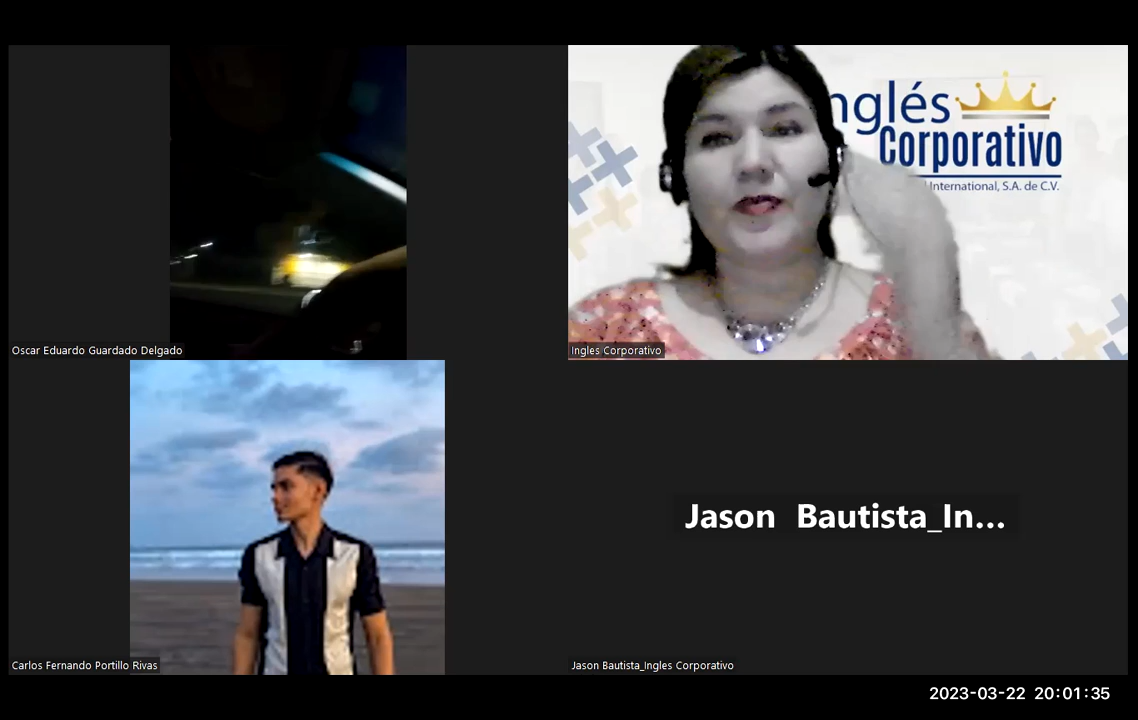 nglés
Corporativo
International, S.A. de C.V.
Oscar Eduardo Guardado Delgado
Ingles Corporativo
Jason Bautista_In...
Carlos Fernando Portillo Rivas
Jason Bautista_Ingles Corporativo
2023-03-22 20:01:35